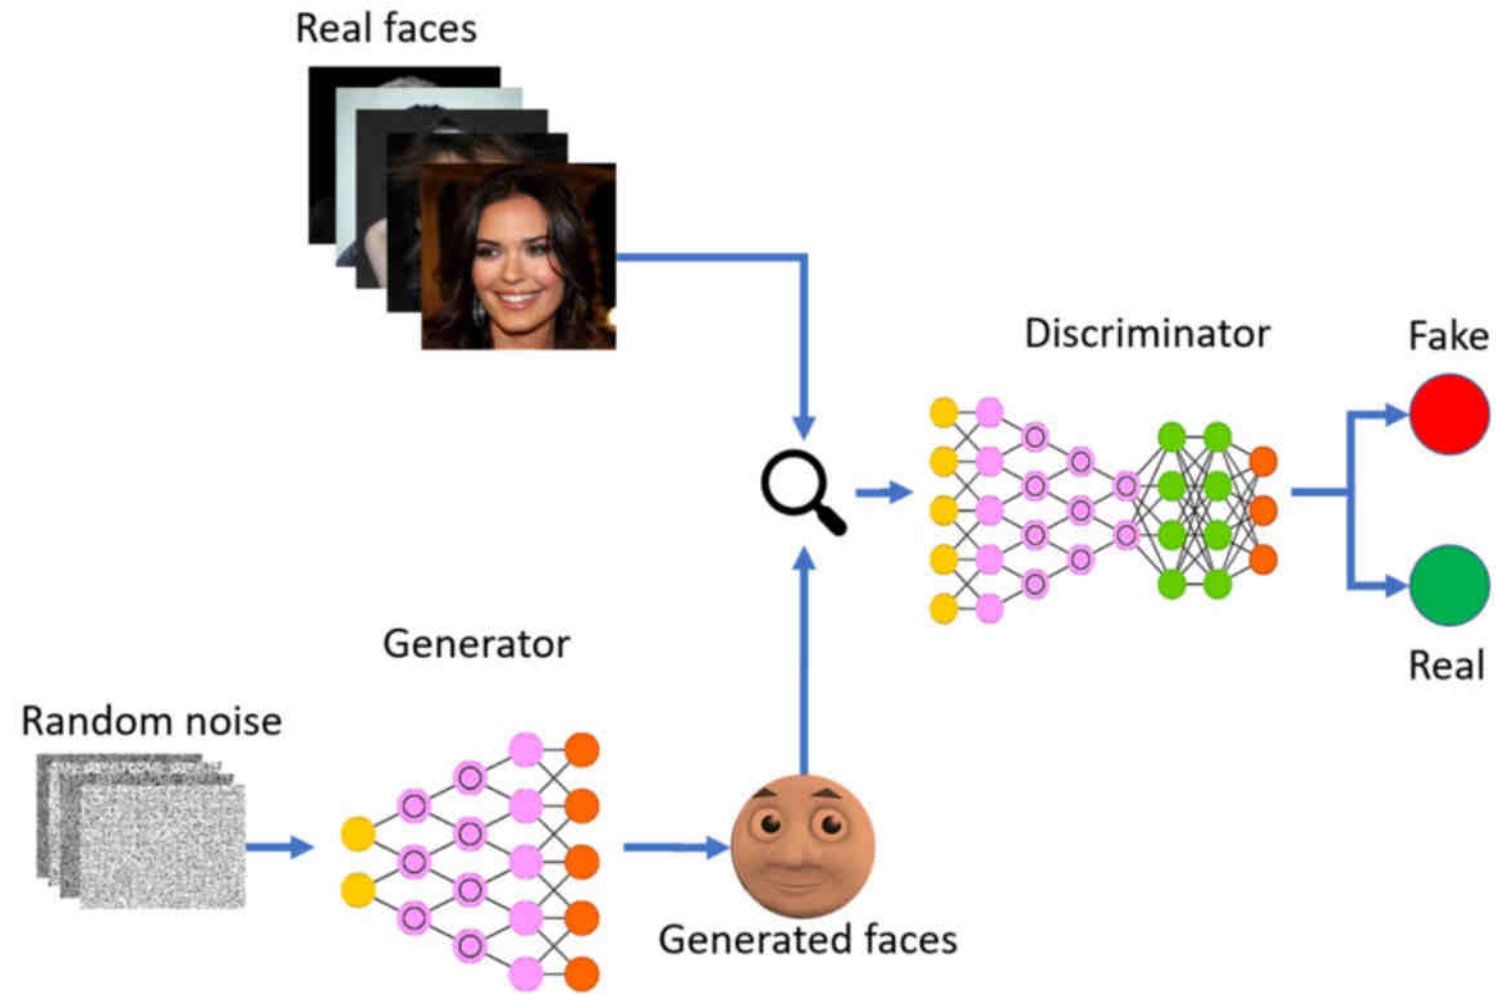 Real faces
Discriminator
Fake
Real
Generator
Random noise
Generated faces